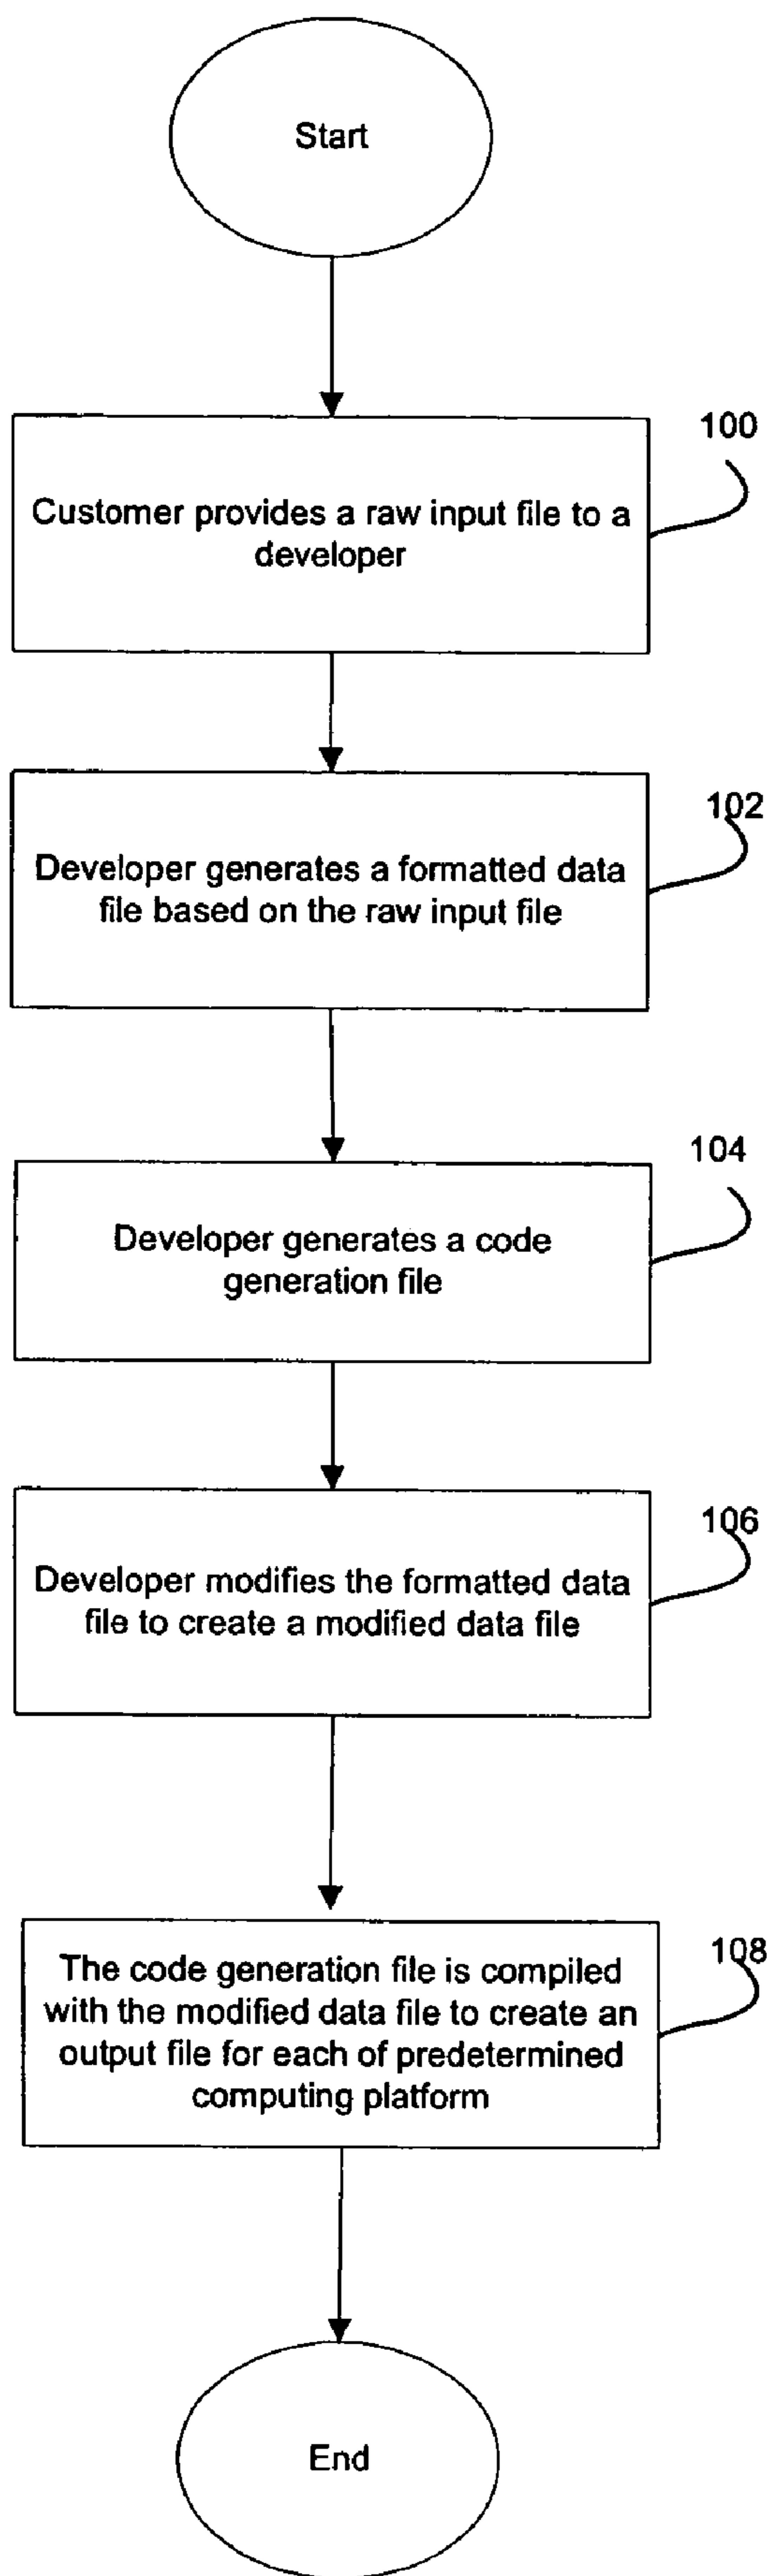 Start
100
Customer provides a raw input file to a
developer
102
Developer generates a formatted data
file based on the raw input file
104
Developer generates a code
generation file
106
Developer modifies the formatted data
file to create a modified data file
108
The code generation file is compiled
with the modified data file to create an
output file for each of predetermined
computing platform
End